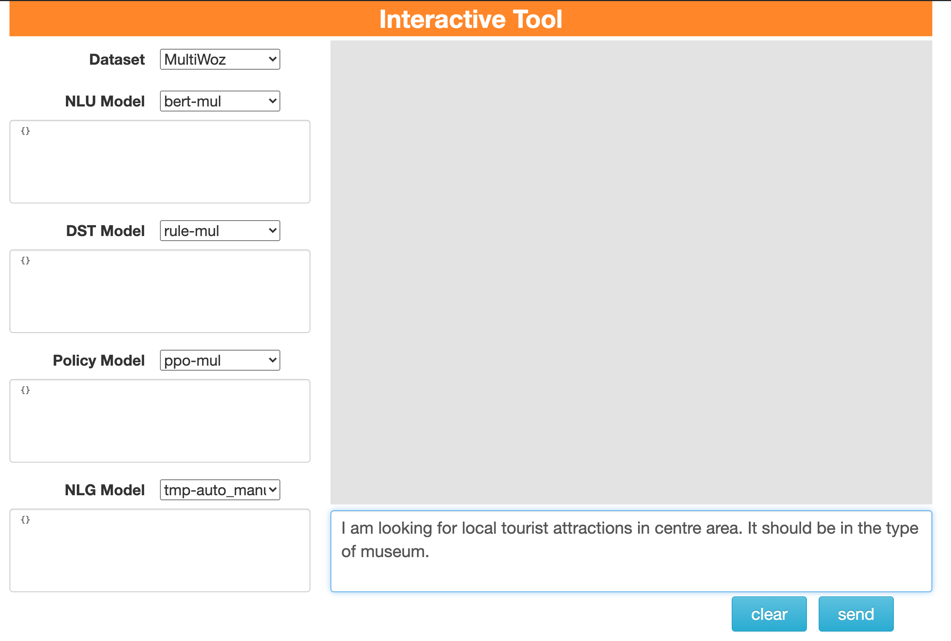 Interactive Tool
Dataset MultiWoz
NLU Model bert-mul
{}
DST Model rule-mul
{}
Policy Model ppo-mul
{}
NLG Model tmp-auto_manu
{}
I am looking for local tourist attractions in centre area. It should be in the type
of museum.
clear send